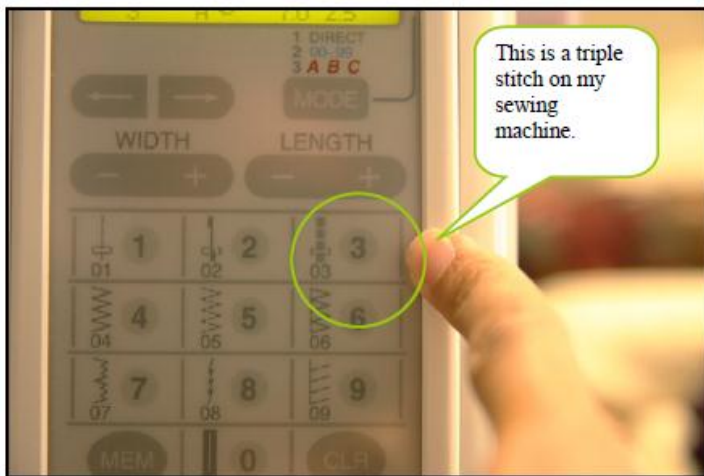 1 DIRECT
2 00-99
3 A B C
MODE
WIDTH LENGTH
- + - +
1 2 3
01 02 03
4 5 6
04 05 06
7 8 9
07 08 09
MEM 0 CLR
This is a triple
stitch on my
sewing
machine.